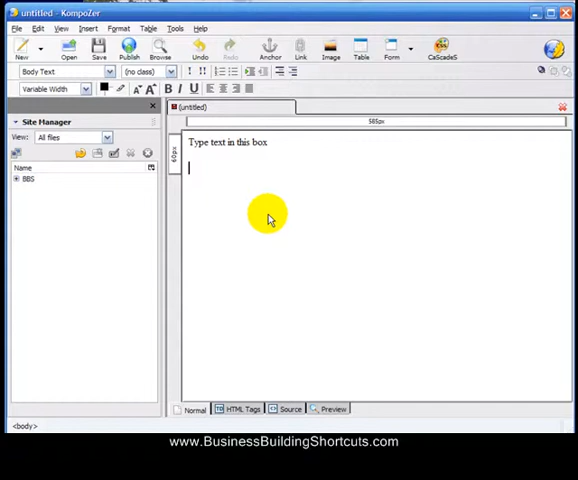 untitled - KompoZer
File Edit View Insert Format Table Tools Help
New Open Save Publish Browse Undo Redo Anchor Link Image Table Form CaScadeS
Body Text (no class)
Variable Width B I U
Site Manager
(untitled)
585px
View: All files
60px
Type text in this box
Name
BBS
Normal HTML Tags Source Preview
<body>
www.BusinessBuildingShortcuts.com